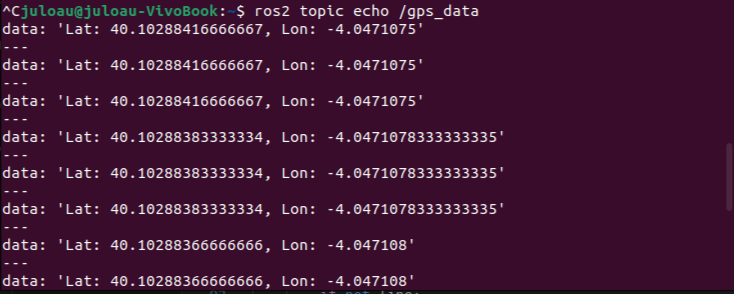 ^Cjuloau@juloau-VivoBook:~$ ros2 topic echo /gps_data
data: 'Lat: 40.10288416666667, Lon: -4.0471075'
---
data: 'Lat: 40.10288416666667, Lon: -4.0471075'
---
data: 'Lat: 40.10288416666667, Lon: -4.0471075'
---
data: 'Lat: 40.10288383333334, Lon: -4.0471078333333335'
---
data: 'Lat: 40.10288383333334, Lon: -4.0471078333333335'
---
data: 'Lat: 40.10288383333334, Lon: -4.0471078333333335'
---
data: 'Lat: 40.10288366666666, Lon: -4.047108'
---
data: 'Lat: 40.10288366666666, Lon: -4.047108'